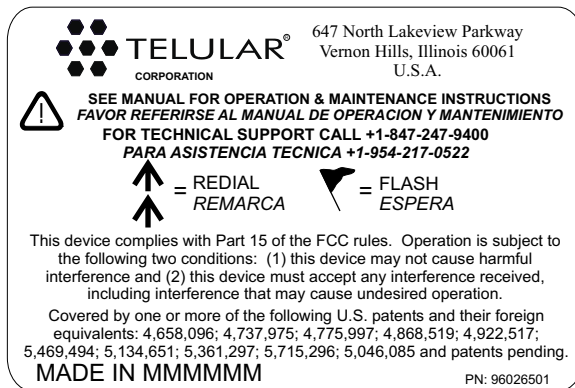 TELULAR®
CORPORATION
647 North Lakeview Parkway
Vernon Hills, Illinois 60061
U.S.A.
SEE MANUAL FOR OPERATION & MAINTENANCE INSTRUCTIONS
FAVOR REFERIRSE AL MANUAL DE OPERACION Y MANTENIMIENTO
FOR TECHNICAL SUPPORT CALL +1-847-247-9400
PARA ASISTENCIA TECNICA +1-954-217-0522
= REDIAL
REMARCA
= FLASH
ESPERA
This device complies with Part 15 of the FCC rules. Operation is subject to
the following two conditions: (1) this device may not cause harmful
interference and (2) this device must accept any interference received,
including interference that may cause undesired operation.
Covered by one or more of the following U.S. patents and their foreign
equivalents: 4,658,096; 4,737,975; 4,775,997; 4,868,519; 4,922,517;
5,469,494; 5,134,651; 5,361,297; 5,715,296; 5,046,085 and patents pending.
MADE IN MMMMMM
PN: 96026501